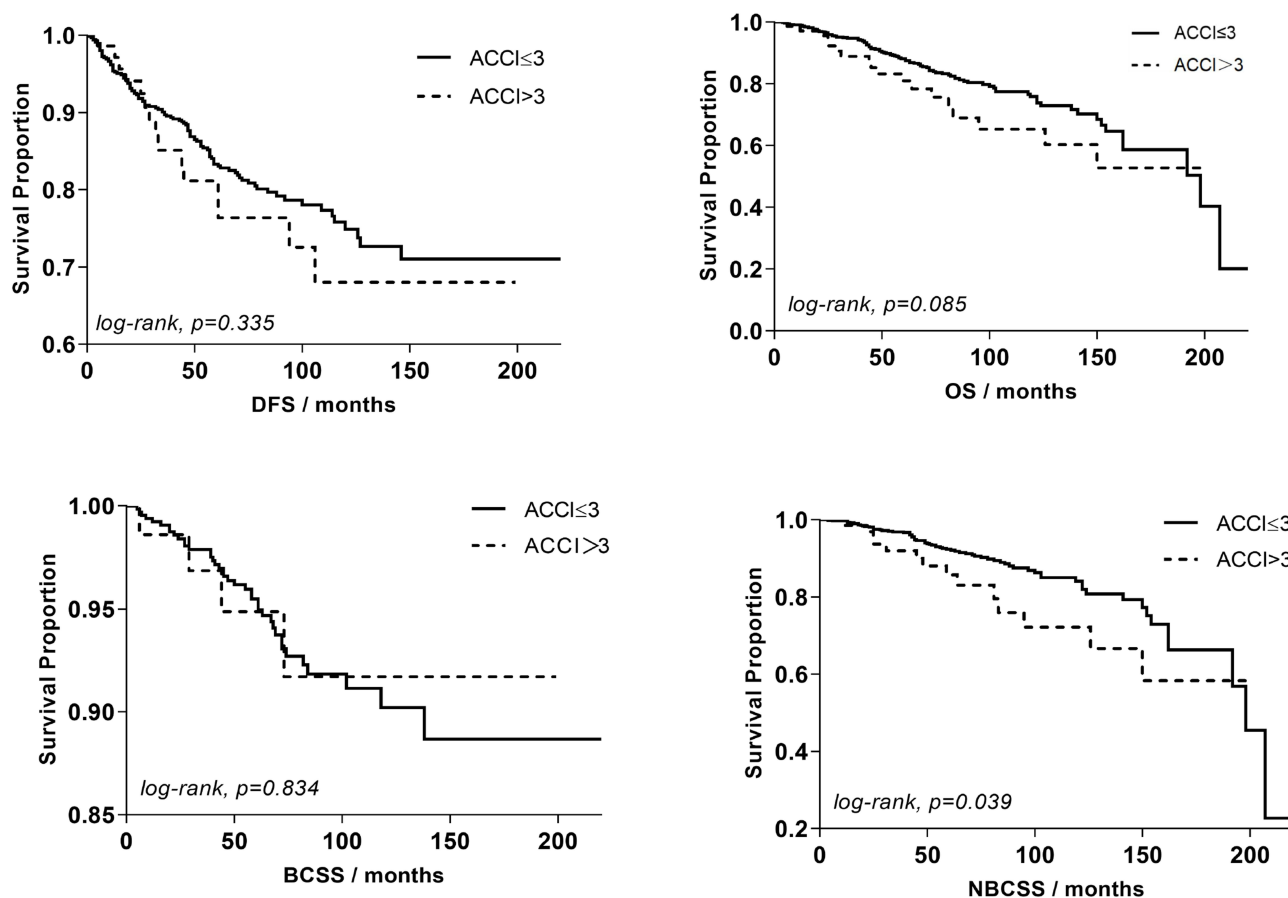 1.0
0.9
0.8
0.7
0.6
0 50 100 150 200
Survival Proportion
DFS / months
ACCI≤3
ACCI>3
log-rank, p=0.335
1.0
0.8
0.6
0.4
0.2
0.0
0 50 100 150 200
Survival Proportion
OS / months
ACCI≤3
ACCI>3
log-rank, p=0.085
1.00
0.95
0.90
0.85
0 50 100 150 200
Survival Proportion
BCSS / months
ACCI≤3
ACCI>3
log-rank, p=0.834
1.0
0.8
0.6
0.4
0.2
0 50 100 150 200
Survival Proportion
NBCSS / months
ACCI≤3
ACCI>3
log-rank, p=0.039